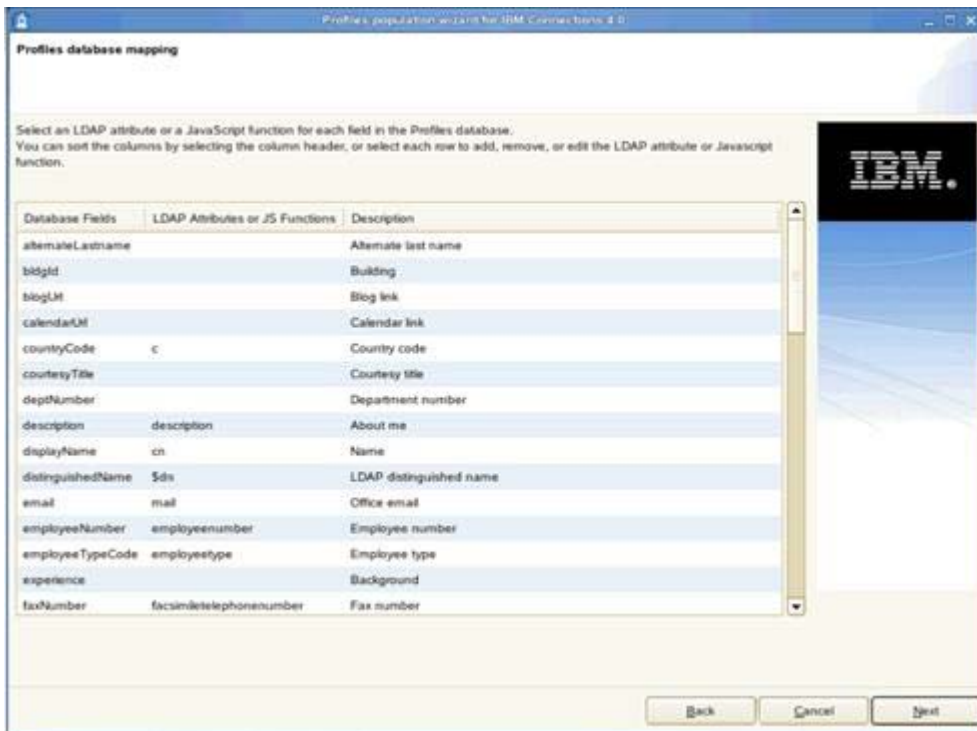 Profiles population wizard for IBM Connections 4.0
Profiles database mapping
Select an LDAP attribute or a JavaScript function for each field in the Profiles database.
You can sort the columns by selecting the column header, or select each row to add, remove, or edit the LDAP attribute or Javascript
function.
IBM.
Database Fields LDAP Attributes or JS Functions Description
alternateLastname Alternate last name
bldgId Building
blogUrl Blog link
calendarUrl Calendar link
countryCode c Country code
courtesyTitle Courtesy title
deptNumber Department number
description description About me
displayName cn Name
distinguishedName $dn LDAP distinguished name
email mail Office email
employeeNumber employeenumber Employee number
employeeTypeCode employeetype Employee type
experience Background
faxNumber facsimiletelephonenumber Fax number
Back Cancel Next